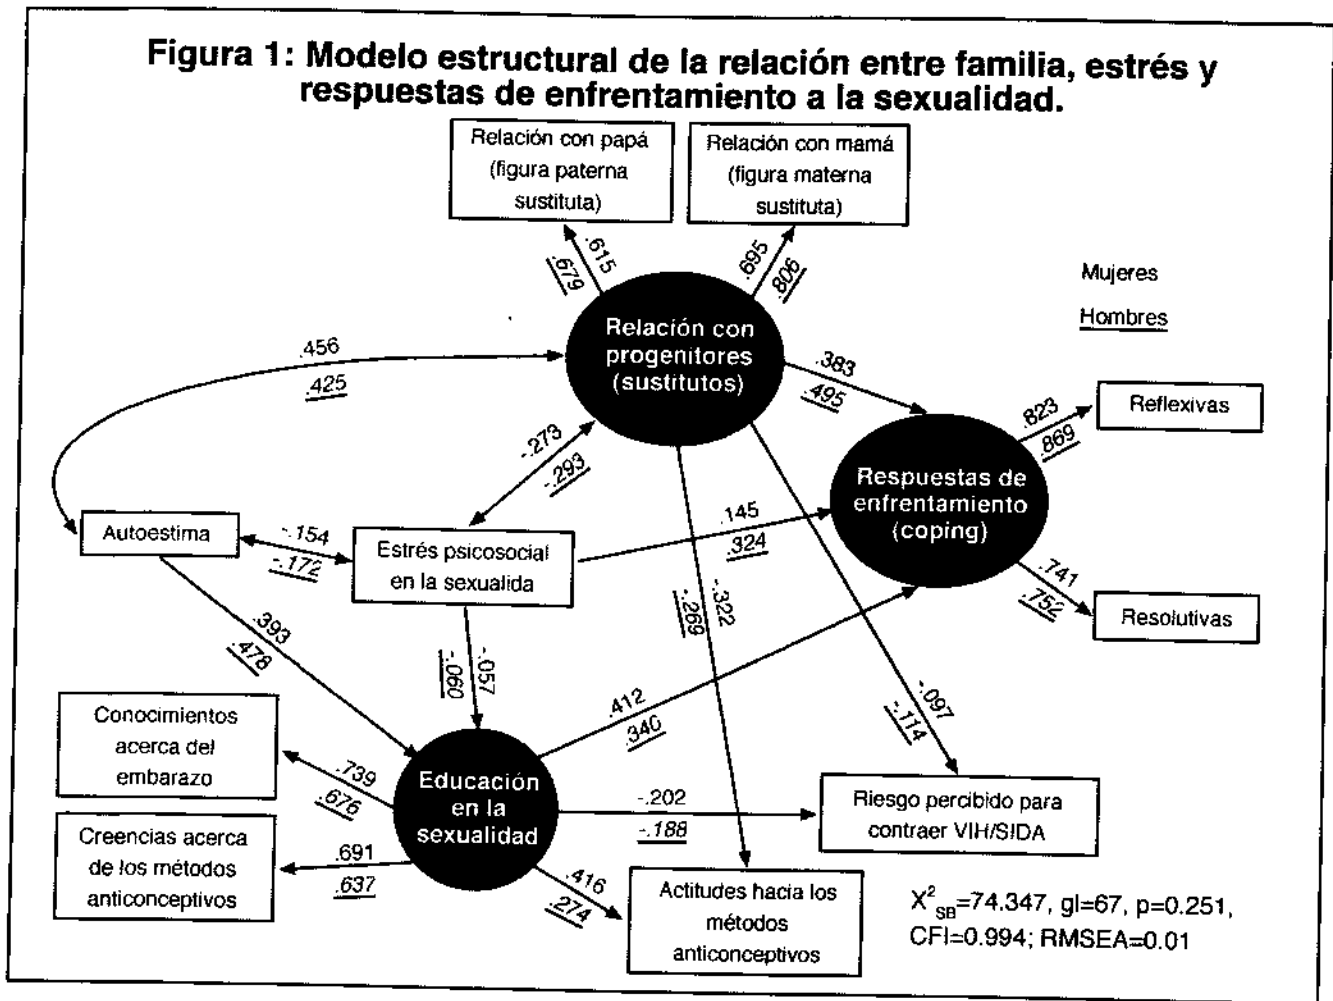 Figura 1: Modelo estructural de la relación entre familia, estrés y
respuestas de enfrentamiento a la sexualidad.
Relación con papá
(figura paterna
sustituta)
Relación con mamá
(figura materna
sustituta)
.615
.679
.695
.806
Mujeres
Hombres
Relación con
progenitores
(sustitutos)
.456
.425
.383
.495
.823
.869
Reflexivas
-.273
-.293
Respuestas de
enfrentamiento
(coping)
Autoestima
-.154
-.172
Estrés psicosocial
en la sexualida
.145
.324
.741
.752
Resolutivas
-.322
-.269
.393
.478
-.057
-.060
-.097
-.114
.412
.340
Conocimientos
acerca del
embarazo
.739
.676
Educación
en la
sexualidad
-.202
-.188
Riesgo percibido para
contraer VIH/SIDA
Creencias acerca
de los métodos
anticonceptivos
.691
.637
.416
.274
Actitudes hacia los
métodos
anticonceptivos
X²SB=74.347, gl=67, p=0.251,
CFI=0.994; RMSEA=0.01